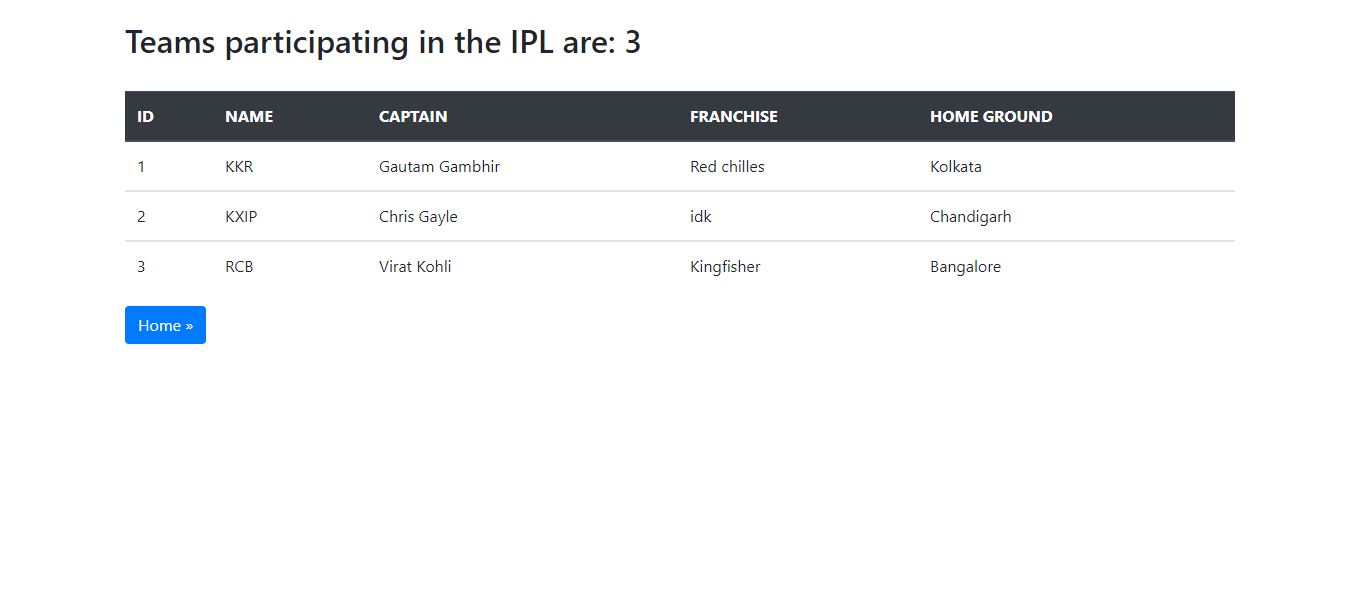 Teams participating in the IPL are: 3
ID NAME CAPTAIN FRANCHISE HOME GROUND
1 KKR Gautam Gambhir Red chilles Kolkata
2 KXIP Chris Gayle idk Chandigarh
3 RCB Virat Kohli Kingfisher Bangalore
Home »